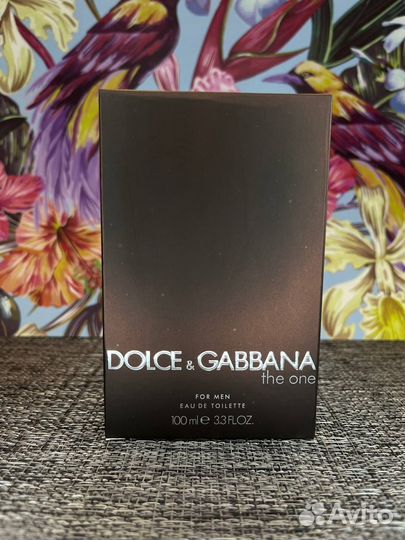 DOLCE & GABBANA
the one
FOR MEN
EAU DE TOILETTE
100 ml ℮ 3.3 FL.OZ.
Avito